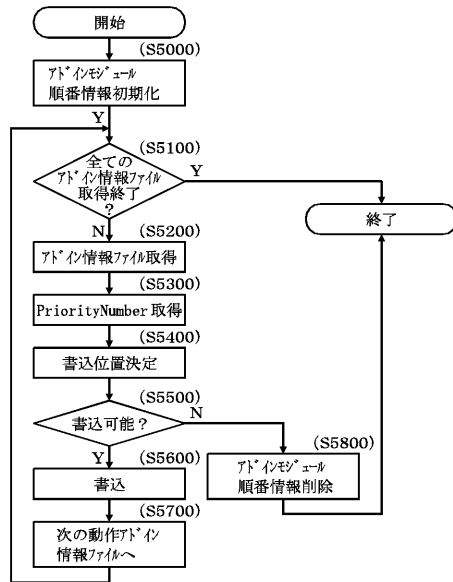 開始
(S5000)
ｱﾄﾞｲﾝﾓｼﾞｭｰﾙ
順番情報初期化
Y
(S5100)
全ての
ｱﾄﾞｲﾝ情報ﾌｧｲﾙ
取得終了
?
Y
終了
N
(S5200)
ｱﾄﾞｲﾝ情報ﾌｧｲﾙ取得
(S5300)
PriorityNumber取得
(S5400)
書込位置決定
(S5500)
書込可能?
N
(S5800)
ｱﾄﾞｲﾝﾓｼﾞｭｰﾙ
順番情報削除
Y
(S5600)
書込
(S5700)
次の動作ｱﾄﾞｲﾝ
情報ﾌｧｲﾙへ